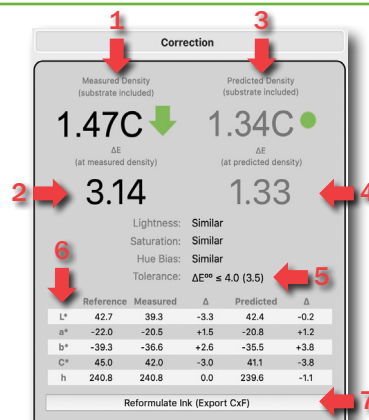 1
3
Correction
Measured Density
(substrate included)
Predicted Density
(substrate included)
1.47C
1.34C
ΔE
(at measured density)
ΔE
(at predicted density)
2
3.14
1.33
4
Lightness: Similar
Saturation: Similar
Hue Bias: Similar
Tolerance: ΔE⁰⁰ ≤ 4.0 (3.5)
5
6
Reference Measured Δ Predicted Δ
L* 42.7 39.3 -3.3 42.4 -0.2
a* -22.0 -20.5 +1.5 -20.8 +1.2
b* -39.3 -36.6 +2.6 -35.5 +3.8
C* 45.0 42.0 -3.0 41.1 -3.8
h 240.8 240.8 0.0 239.6 -1.1
Reformulate Ink (Export CxF)
7